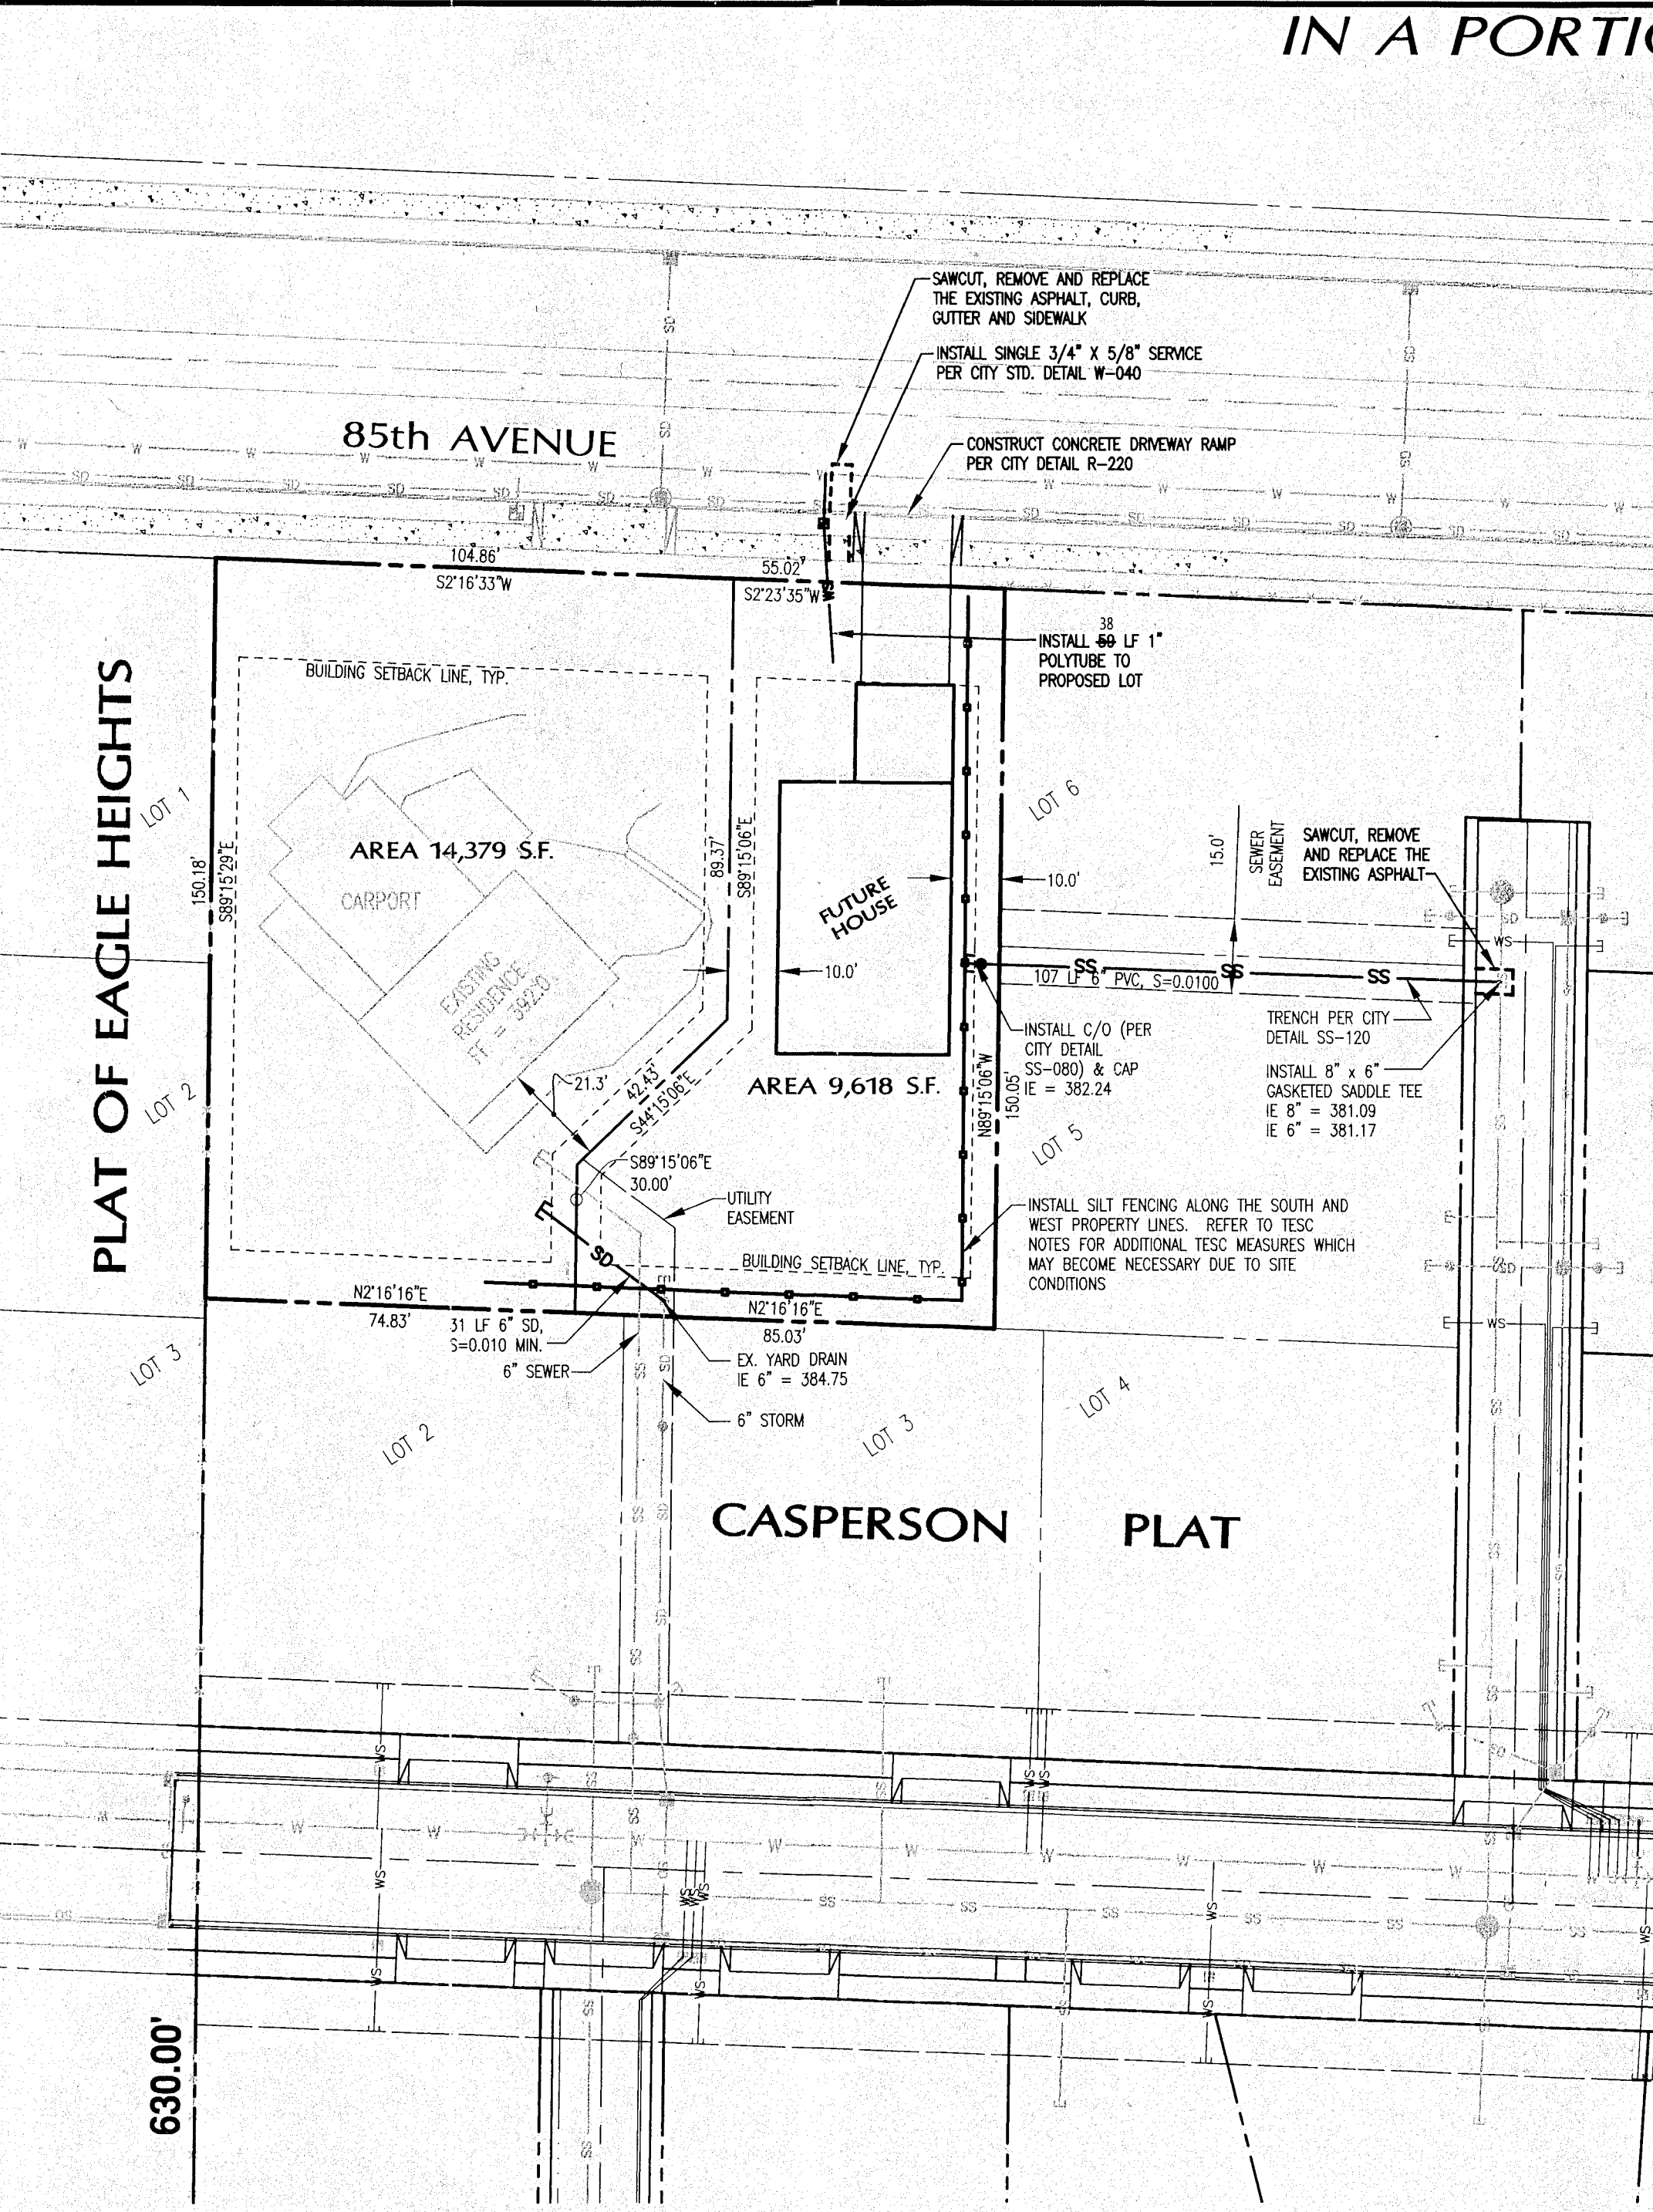 IN A PORTI
SAWCUT, REMOVE AND REPLACE
THE EXISTING ASPHALT, CURB,
GUTTER AND SIDEWALK
INSTALL SINGLE 3/4" X 5/8" SERVICE
PER CITY STD. DETAIL W-040
CONSTRUCT CONCRETE DRIVEWAY RAMP
PER CITY DETAIL R-220
85th AVENUE
104.86'
S2°16'33"W
55.02'
S2°23'35"W
WS
38
INSTALL 59 LF 1"
POLYTUBE TO
PROPOSED LOT
BUILDING SETBACK LINE, TYP.
PLAT OF EAGLE HEIGHTS
LOT 1
LOT 2
LOT 3
150.18'
S89°15'29"E
AREA 14,379 S.F.
CARPORT
EXISTING
RESIDENCE
FF = 392.0
89.37'
S89°15'06"E
FUTURE
HOUSE
10.0'
10.0'
LOT 6
15.0'
SEWER
EASEMENT
SAWCUT, REMOVE
AND REPLACE THE
EXISTING ASPHALT
SS SS SS
107 LF 6" PVC, S=0.0100
TRENCH PER CITY
DETAIL SS-120
INSTALL C/O (PER
CITY DETAIL
SS-080) & CAP
IE = 382.24
INSTALL 8" x 6"
GASKETED SADDLE TEE
IE 8" = 381.09
IE 6" = 381.17
21.3'
42.43'
S44°15'06"E
AREA 9,618 S.F.
N89°15'06"W
150.05'
LOT 5
S89°15'06"E
30.00'
UTILITY
EASEMENT
INSTALL SILT FENCING ALONG THE SOUTH AND
WEST PROPERTY LINES. REFER TO TESC
NOTES FOR ADDITIONAL TESC MEASURES WHICH
MAY BECOME NECESSARY DUE TO SITE
CONDITIONS
SD
BUILDING SETBACK LINE, TYP.
N2°16'16"E
74.83'
N2°16'16"E
85.03'
31 LF 6" SD,
S=0.010 MIN.
6" SEWER
EX. YARD DRAIN
IE 6" = 384.75
6" STORM
LOT 2
LOT 3
LOT 4
CASPERSON PLAT
630.00'